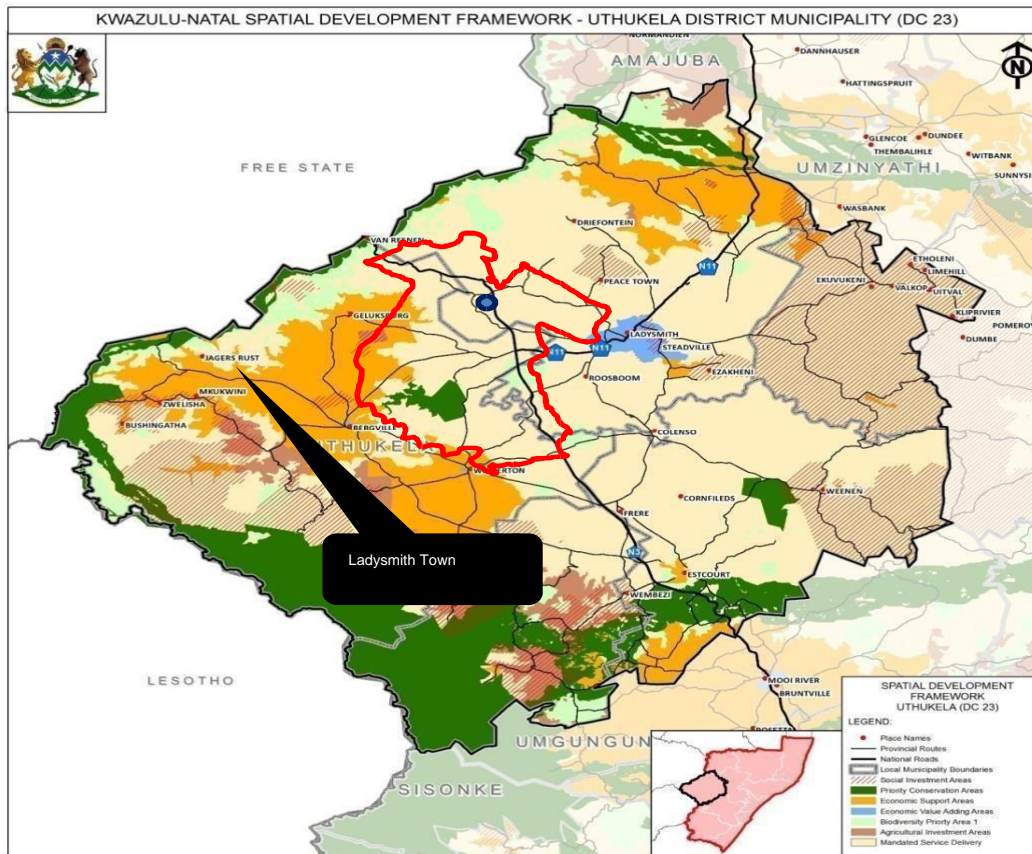 KWAZULU-NATAL SPATIAL DEVELOPMENT FRAMEWORK - UTHUKELA DISTRICT MUNICIPALITY (DC 23)
NORMANDIEN
AMAJUBA
DANNHAUSER
N
HATTINGSPRUIT
GLENCOE
DUNDEE
THEMBALIHLE
WITBANK
FREE STATE
UMZINYATHI
SUNNYSI
WASBANK
DRIEFONTEIN
VAN REENEN
ETHOLENI
LIMEHILL
N11
PEACE TOWN
EKUVUKENI
VALKOP
UITVAL
GELUKSBURG
KLIPRIVIER
POMEROY
LADYSMITH
DUMBE
STEADVILLE
N11
N11
JAGERS RUST
ROOSBOOM
EZAKHENI
MKUKWINI
ZWELISHA
BUSHINGATHA
BERGVILLE
COLENSO
UTHUKELA
WINTERTON
CORNFILEDS
WEENEN
FRERE
Ladysmith Town
N3
ESTCOURT
WEMBEZI
LESOTHO
MOOI RIVER
BRUNTVILLE
ROSETTA
UMGUNGUN
SISONKE
SPATIAL DEVELOPMENT
FRAMEWORK
UTHUKELA (DC 23)
LEGEND:
Place Names
Provincial Routes
National Roads
Local Municipality Boundaries
Social Investment Areas
Priority Conservation Areas
Economic Support Areas
Economic Value Adding Areas
Biodiversity Priorty Area 1
Agricultural Investment Areas
Mandated Service Delivery